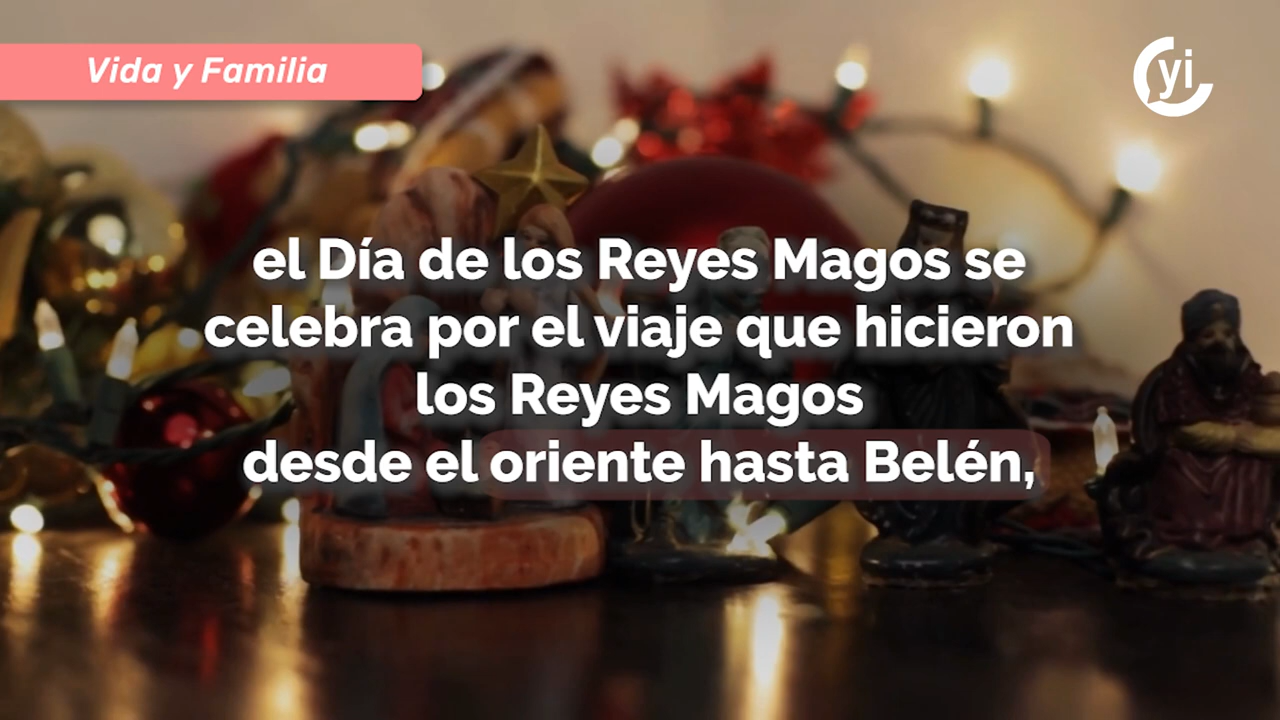 Vida y Familia
yi
el Día de los Reyes Magos se
celebra por el viaje que hicieron
los Reyes Magos
desde el oriente hasta Belén,